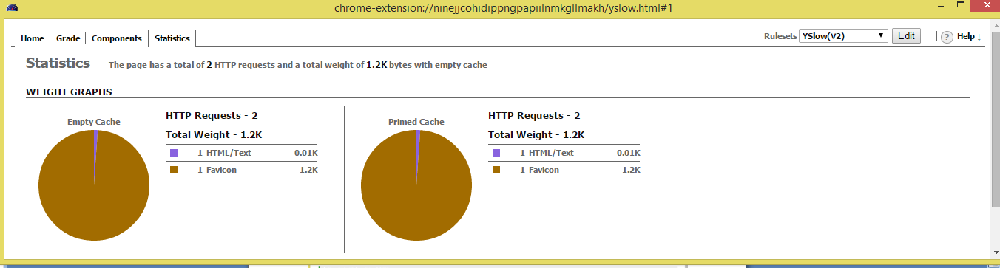 chrome-extension://ninejjcohidippngpapiilnmkgllmakh/yslow.html#1
Home Grade Components Statistics Rulesets YSlow(V2) Edit ? Help ↓
Statistics The page has a total of 2 HTTP requests and a total weight of 1.2K bytes with empty cache
WEIGHT GRAPHS
Empty Cache
HTTP Requests - 2
Total Weight - 1.2K
1 HTML/Text 0.01K
1 Favicon 1.2K
Primed Cache
HTTP Requests - 2
Total Weight - 1.2K
1 HTML/Text 0.01K
1 Favicon 1.2K